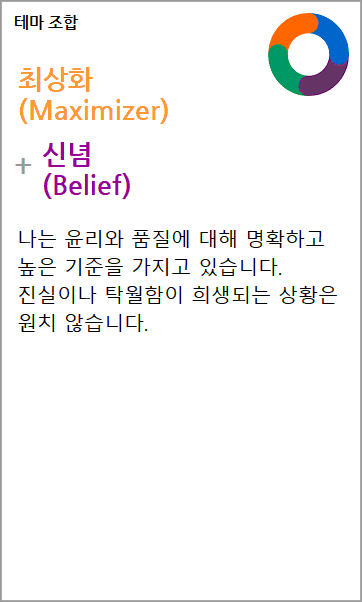 테마 조합
최상화
(Maximizer)
+ 신념
(Belief)
나는 윤리와 품질에 대해 명확하고
높은 기준을 가지고 있습니다.
진실이나 탁월함이 희생되는 상황은
원치 않습니다.